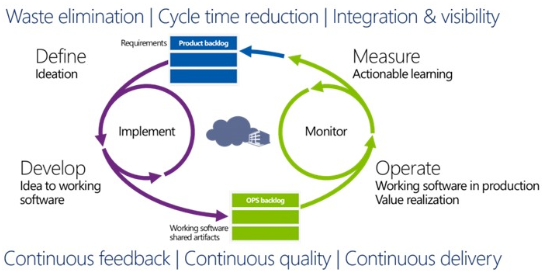 Waste elimination | Cycle time reduction | Integration & visibility
Requirements
Product backlog
Define
Ideation
Measure
Actionable learning
Implement
Monitor
Develop
Idea to working
software
Operate
Working software in production
Value realization
OPS backlog
Working software
shared artifacts
Continuous feedback | Continuous quality | Continuous delivery